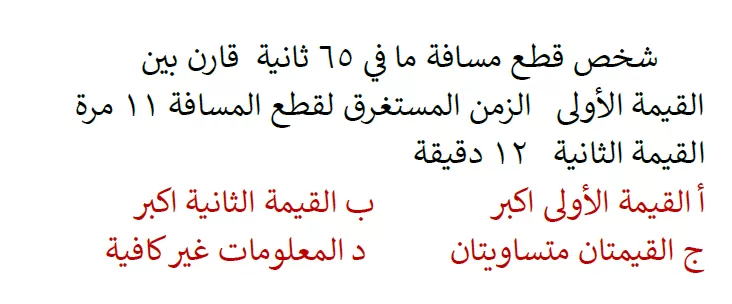 شخص قطع مسافة ما في ٦٥ ثانية قارن بين
القيمة الأولى الزمن المستغرق لقطع المسافة ١١ مرة
القيمة الثانية ١٢ دقيقة
أ القيمة الأولى اكبر ب القيمة الثانية اكبر
ج القيمتان متساويتان د المعلومات غير كافية